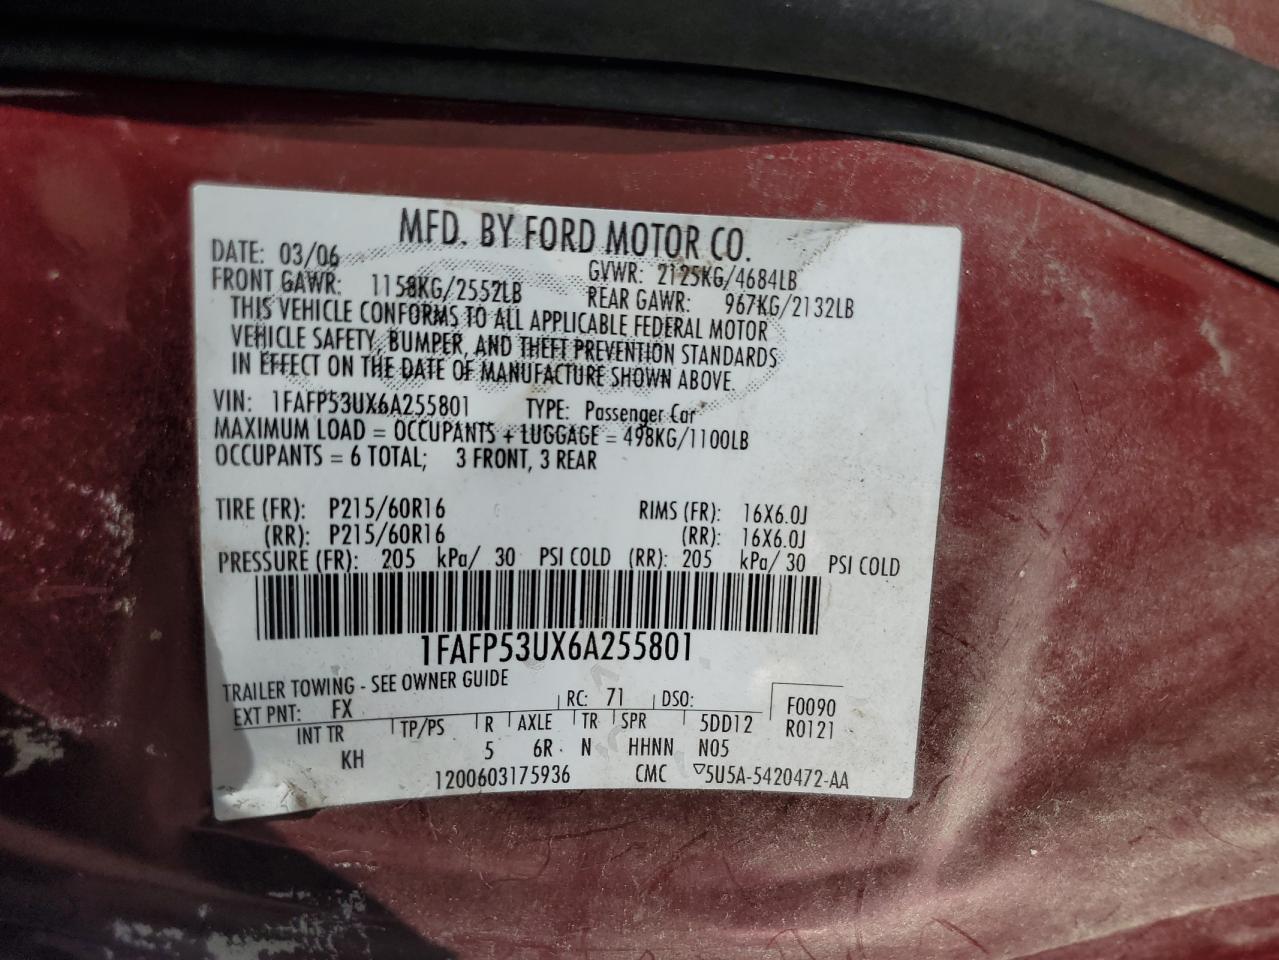 MFD. BY FORD MOTOR CO.
DATE: 03/06 GVWR: 2125KG/4684LB
FRONT GAWR: 1158KG/2552LB REAR GAWR: 967KG/2132LB
THIS VEHICLE CONFORMS TO ALL APPLICABLE FEDERAL MOTOR
VEHICLE SAFETY, BUMPER, AND THEFT PREVENTION STANDARDS
IN EFFECT ON THE DATE OF MANUFACTURE SHOWN ABOVE.
VIN: 1FAFP53UX6A255801 TYPE: Passenger Car
MAXIMUM LOAD = OCCUPANTS + LUGGAGE = 498KG/1100LB
OCCUPANTS = 6 TOTAL; 3 FRONT, 3 REAR
TIRE (FR): P215/60R16 RIMS (FR): 16X6.0J
(RR): P215/60R16 (RR): 16X6.0J
PRESSURE (FR): 205 kPa/ 30 PSI COLD (RR): 205 kPa/ 30 PSI COLD
1FAFP53UX6A255801
TRAILER TOWING - SEE OWNER GUIDE
EXT PNT: FX RC: 71 DSO: F0090
INT TR TP/PS R AXLE TR SPR 5DD12 R0121
KH 5 6R N HHNN N05
1200603175936 CMC ▽5U5A-5420472-AA